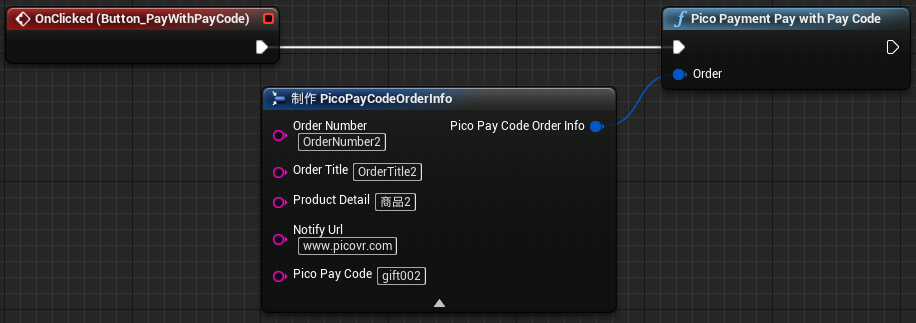 OnClicked (Button_PayWithPayCode)
Pico Payment Pay with Pay Code
Order
制作 PicoPayCodeOrderInfo
Order Number
OrderNumber2
Pico Pay Code Order Info
Order Title OrderTitle2
Product Detail 商品2
Notify Url
www.picovr.com
Pico Pay Code gift002